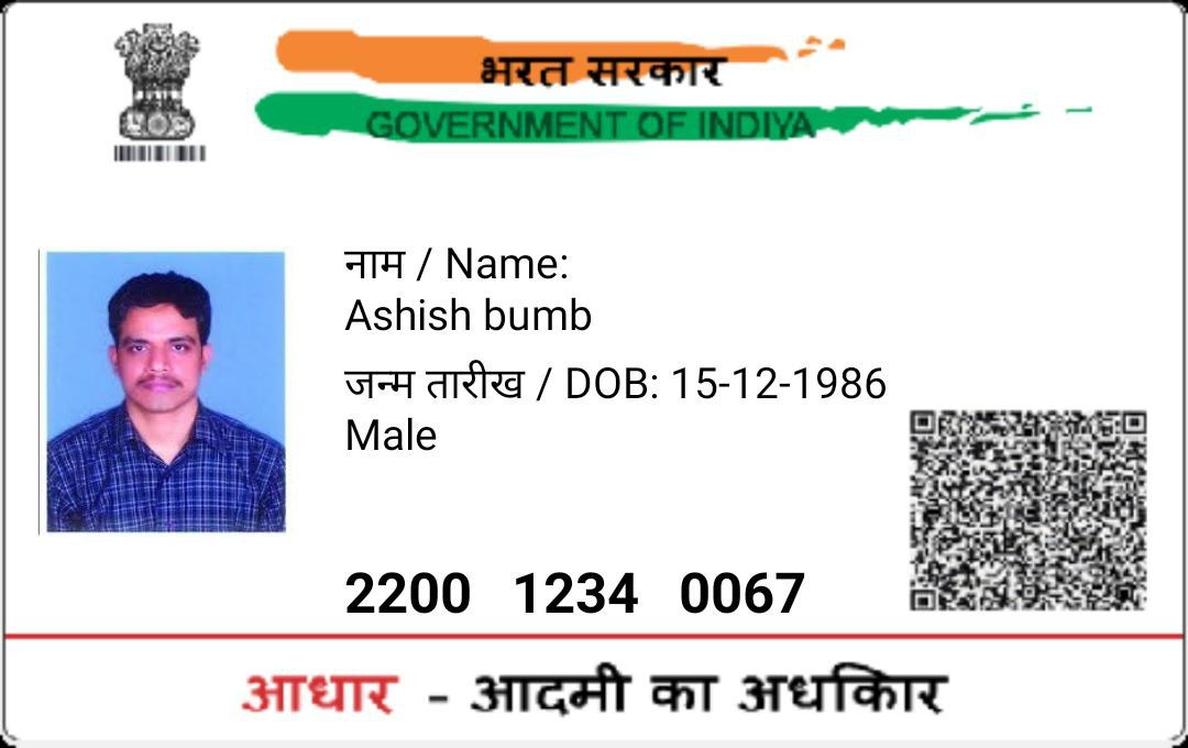 भरत सरकार
GOVERNMENT OF INDIYA
नाम / Name:
Ashish bumb
जन्म तारीख / DOB: 15-12-1986
Male
2200 1234 0067
आधार - आदमी का अधकिार